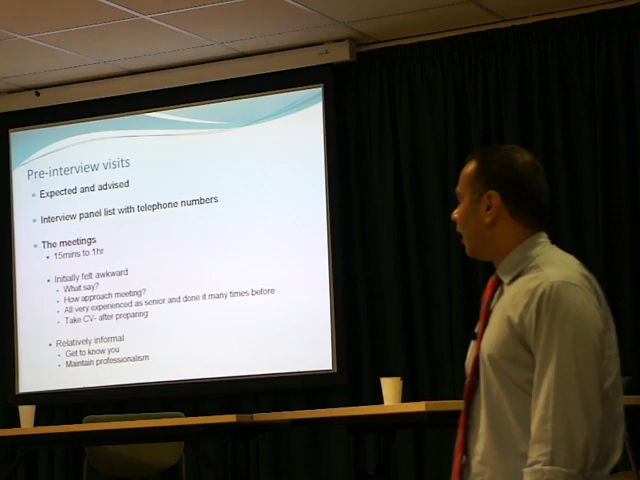 Pre-interview visits
Expected and advised
Interview panel list with telephone numbers
The meetings
15mins to 1hr
Initially felt awkward
What say?
How approach meeting?
All very experienced as senior and done it many times before
Take CV- after preparing
Relatively informal
Get to know you
Maintain professionalism